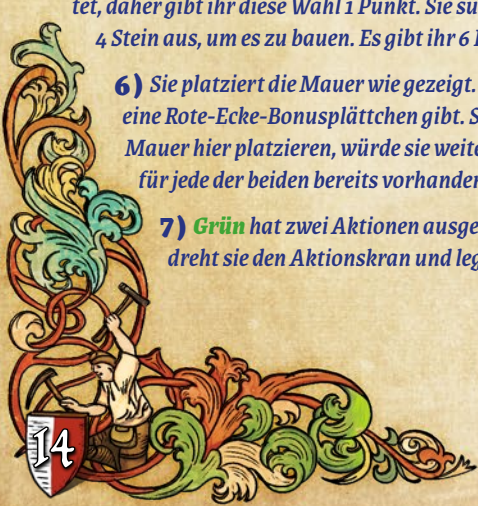 tet, daher gibt ihr diese Wahl 1 Punkt. Sie su
4 Stein aus, um es zu bauen. Es gibt ihr 6
6) Sie platziert die Mauer wie gezeigt.
eine Rote-Ecke-Bonusplättchen gibt. S
Mauer hier platzieren, würde sie weite
für jede der beiden bereits vorhander
7) Grün hat zwei Aktionen ausge
dreht sie den Aktionskran und leg
14